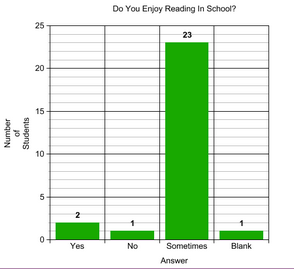 Do You Enjoy Reading In School?
25
23
20
Number
of
Students
15
10
5
2
1
1
0
Yes
No
Sometimes
Blank
Answer